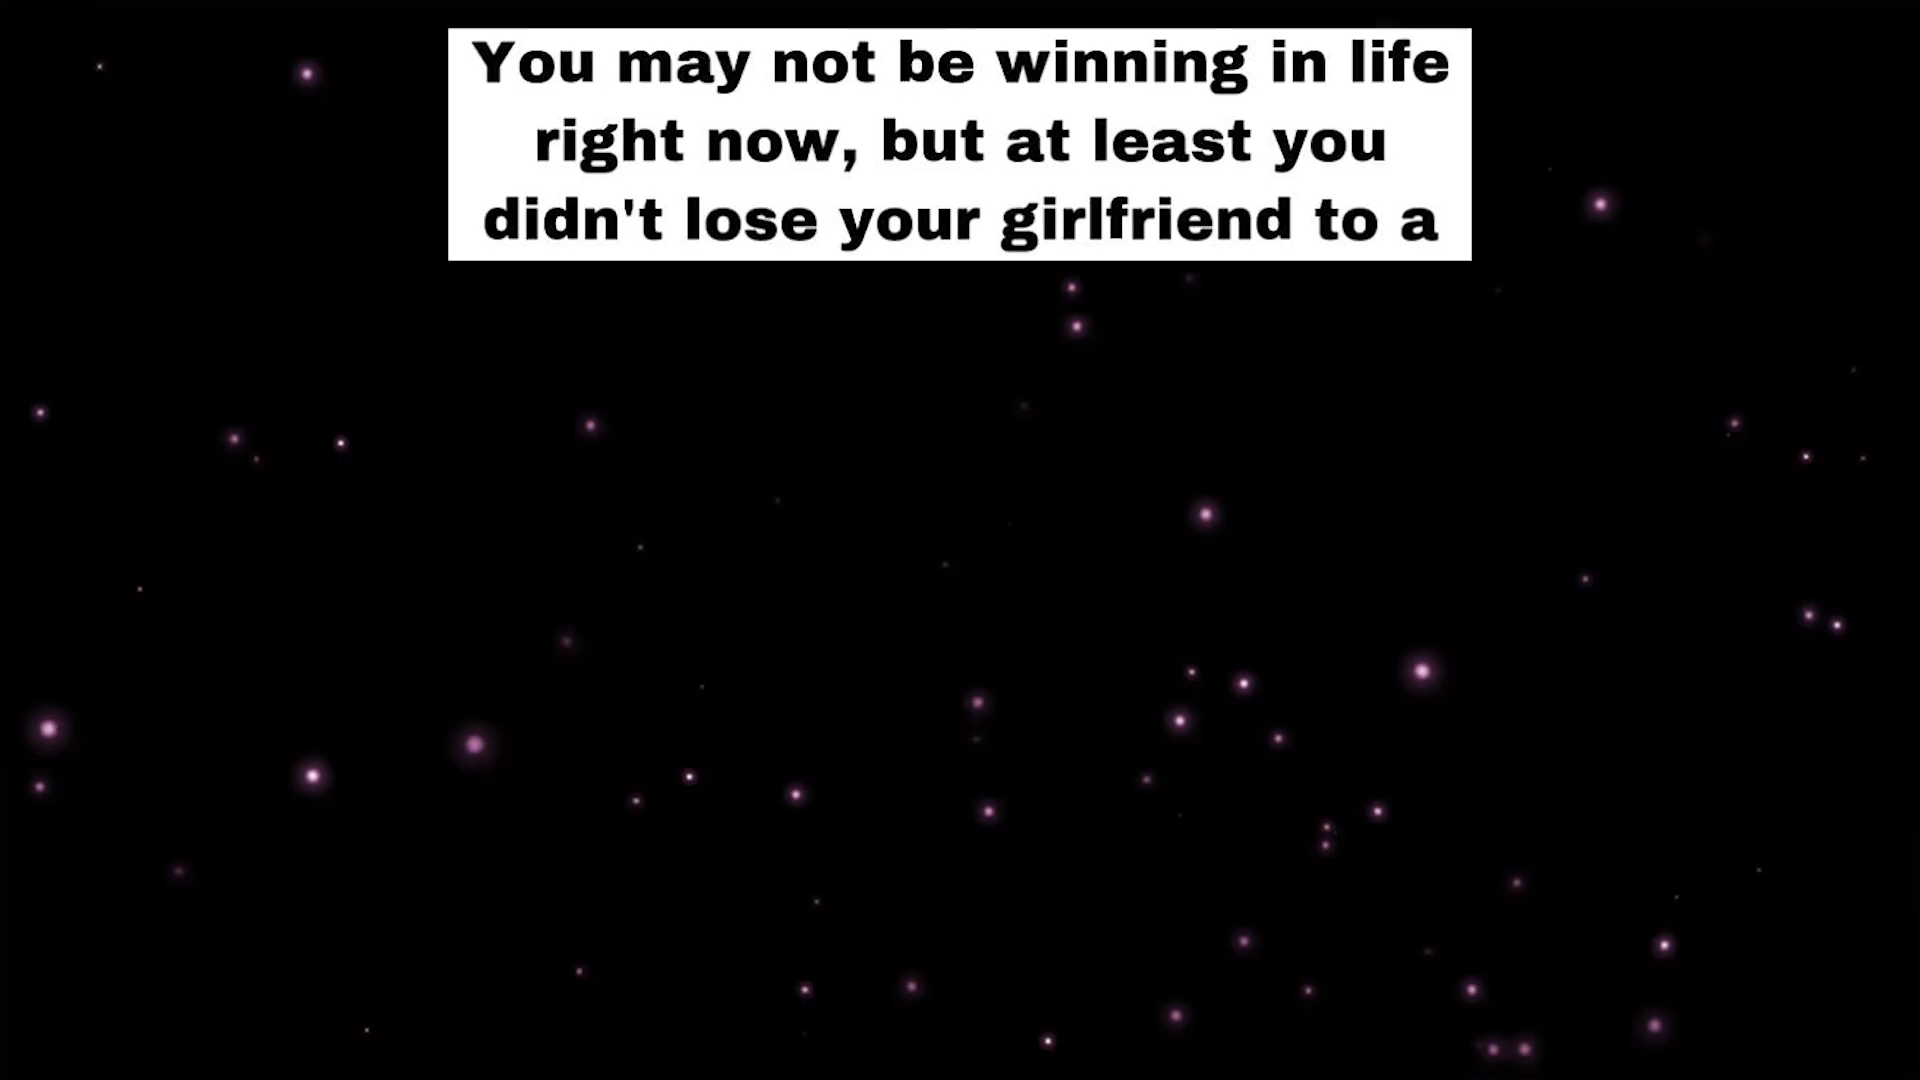 You may not be winning in life
right now, but at least you
didn't lose your girlfriend to a